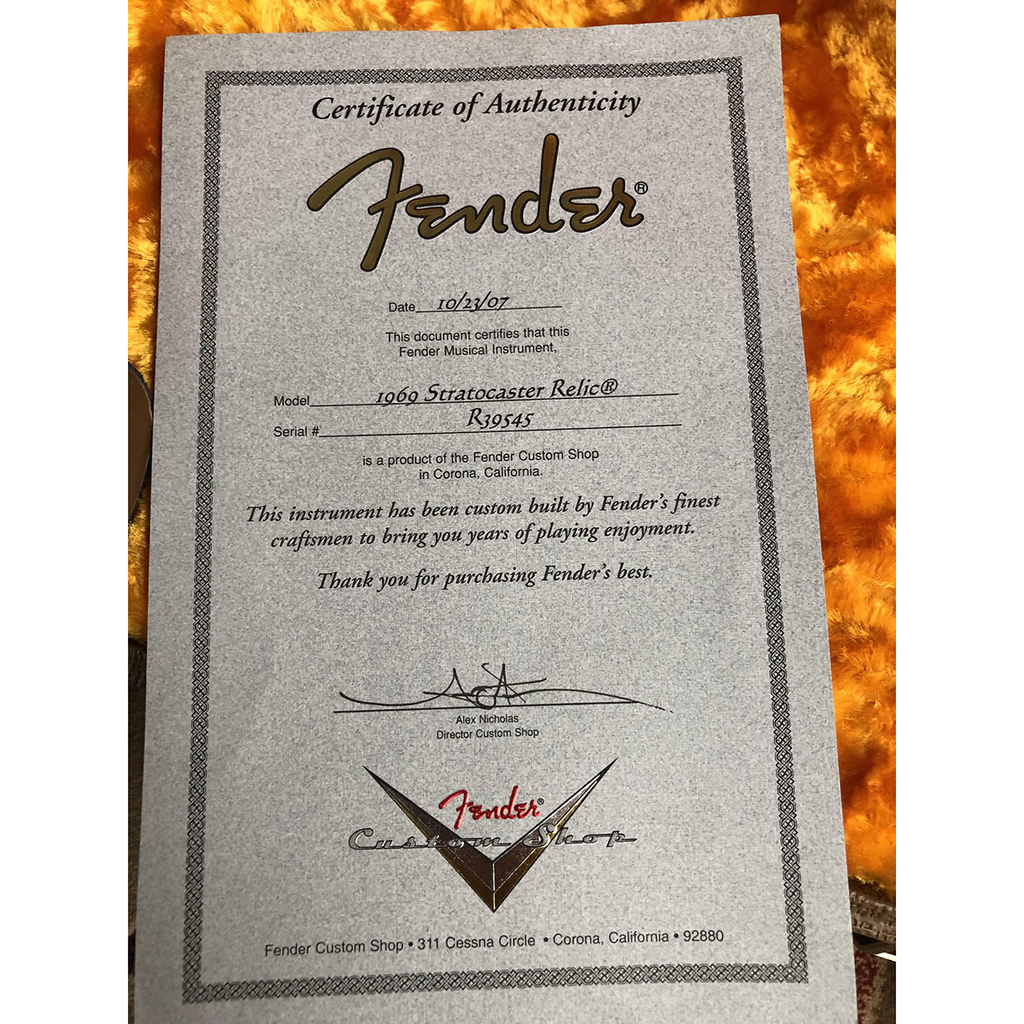 Certificate of Authenticity
Fender®
Date 10/23/07
This document certifies that this
Fender Musical Instrument,
Model 1969 Stratocaster Relic®
Serial # R39545
is a product of the Fender Custom Shop
in Corona, California.
This instrument has been custom built by Fender's finest
craftsmen to bring you years of playing enjoyment.
Thank you for purchasing Fender's best.
Alex Nicholas
Director Custom Shop
Fender®
Custom Shop
Fender Custom Shop • 311 Cessna Circle • Corona, California • 92880